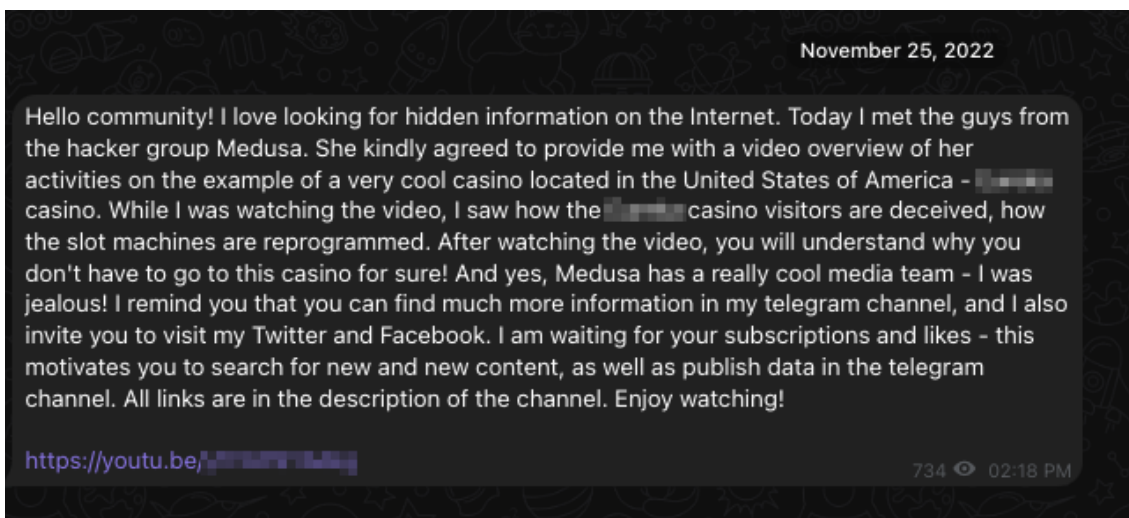 November 25, 2022
Hello community! I love looking for hidden information on the Internet. Today I met the guys from
the hacker group Medusa. She kindly agreed to provide me with a video overview of her
activities on the example of a very cool casino located in the United States of America -
casino. While I was watching the video, I saw how the casino visitors are deceived, how
the slot machines are reprogrammed. After watching the video, you will understand why you
don't have to go to this casino for sure! And yes, Medusa has a really cool media team - I was
jealous! I remind you that you can find much more information in my telegram channel, and I also
invite you to visit my Twitter and Facebook. I am waiting for your subscriptions and likes - this
motivates you to search for new and new content, as well as publish data in the telegram
channel. All links are in the description of the channel. Enjoy watching!
https://youtu.be/
734 02:18 PM